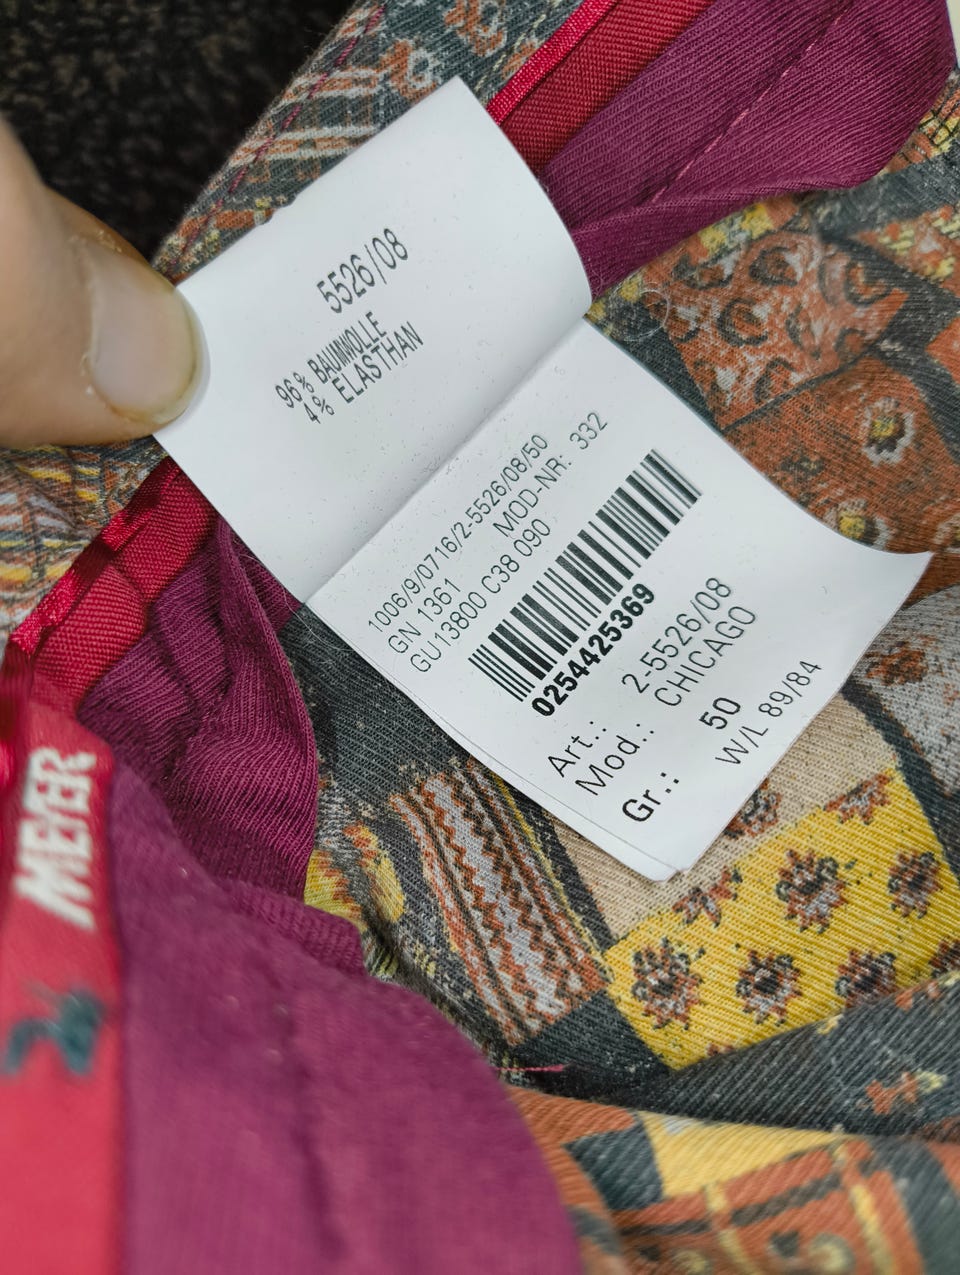 5526/08
96% BAUMWOLLE
4% ELASTHAN
1006/9/0716/2-5526/08/50
GN 1361 MOD-NR: 332
GU13800 C38 090
0254425369
Art.: 2-5526/08
Mod.: CHICAGO
Gr.: 50
W/L 89/84
MEYER